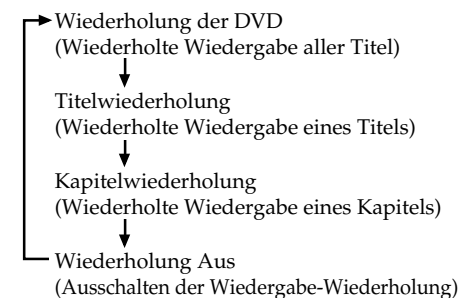 Wiederholung der DVD
(Wiederholte Wiedergabe aller Titel)
Titelwiederholung
(Wiederholte Wiedergabe eines Titels)
Kapitelwiederholung
(Wiederholte Wiedergabe eines Kapitels)
Wiederholung Aus
(Ausschalten der Wiedergabe-Wiederholung)